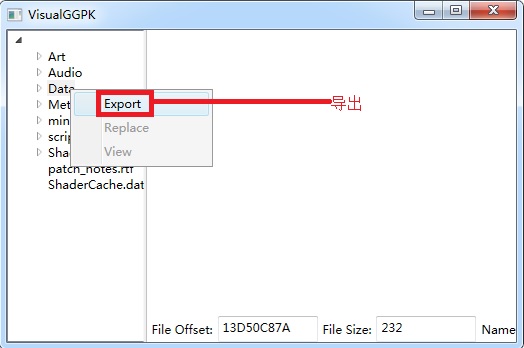 VisualGGPK
Art
Audio
Data
Export
导出
Met
Replace
min
scrip
View
Sha
patch_notes.rtf
ShaderCache.dat
File Offset: 13D50C87A File Size: 232 Name